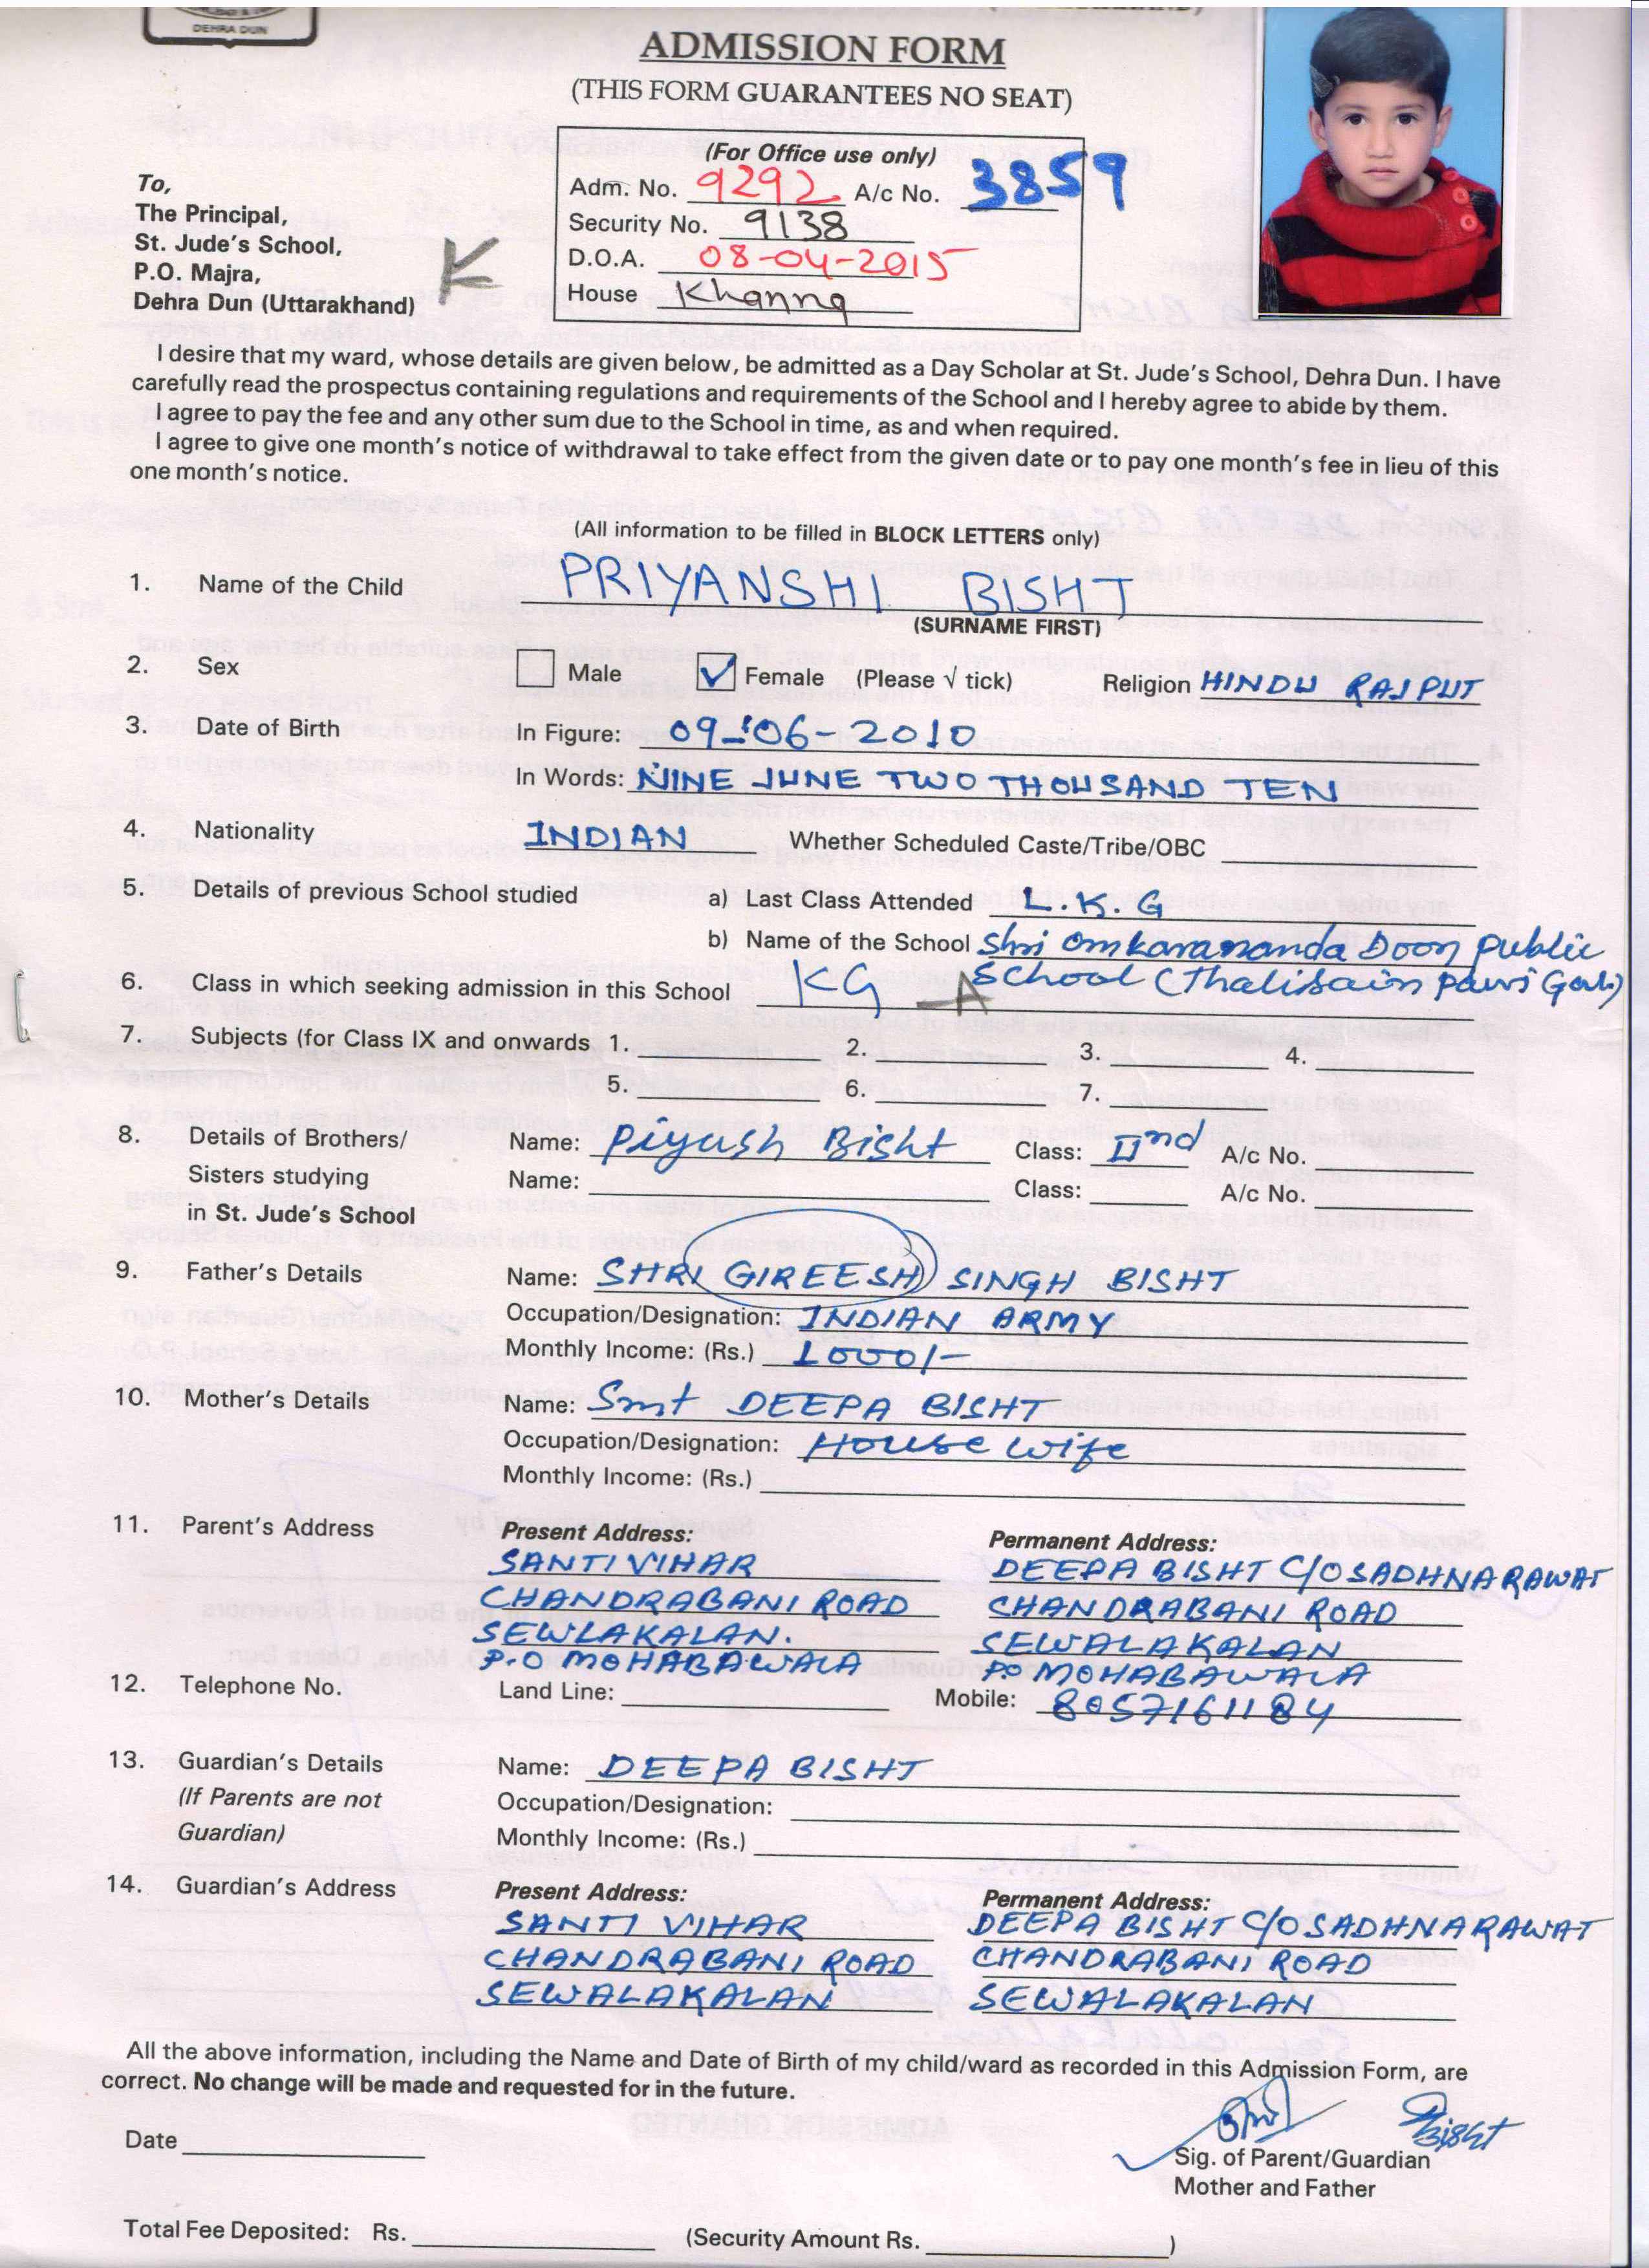 DEHRA DUN
ADMISSION FORM
(THIS FORM GUARANTEES NO SEAT)
(For Office use only)
Adm. No. 9292 A/c No. 3859
Security No. 9138
D.O.A. 08-04-2015
House Khanna
To,
The Principal,
St. Jude's School,
P.O. Majra,
Dehra Dun (Uttarakhand)
K
I desire that my ward, whose details are given below, be admitted as a Day Scholar at St. Jude's School, Dehra Dun. I have
carefully read the prospectus containing regulations and requirements of the School and I hereby agree to abide by them.
I agree to pay the fee and any other sum due to the School in time, as and when required.
I agree to give one month's notice of withdrawal to take effect from the given date or to pay one month's fee in lieu of this
one month's notice.
(All information to be filled in BLOCK LETTERS only)
1. Name of the Child PRIYANSHI BISHT
(SURNAME FIRST)
2. Sex Male ✓ Female (Please √ tick) Religion HINDU RAJPUT
3. Date of Birth In Figure: 09-06-2010
In Words: NINE JUNE TWO THOUSAND TEN
4. Nationality INDIAN Whether Scheduled Caste/Tribe/OBC
5. Details of previous School studied a) Last Class Attended L.K.G
b) Name of the School Shri Omkarananda Doon Public
School (Thalisain Pauri
6. Class in which seeking admission in this School KG - A
7. Subjects (for Class IX and onwards 1. 2. 3. 4.
5. 6. 7.
8. Details of Brothers/ Name: Piyush Bisht Class: IInd A/c No.
Sisters studying Name: Class: A/c No.
in St. Jude's School
9. Father's Details Name: SHRI GIREESH SINGH BISHT
Occupation/Designation: INDIAN ARMY
Monthly Income: (Rs.) 1000/-
10. Mother's Details Name: Smt DEEPA BISHT
Occupation/Designation: House wife
Monthly Income: (Rs.)
11. Parent's Address Present Address: Permanent Address:
SANTI VIHAR DEEPA BISHT C/O SADHNA RAWAT
CHANDRABANI ROAD CHANDRABANI ROAD
SEWLAKALAN. SEWALAKALAN
P.O MOHABAWALA PO MOHABAWALA
12. Telephone No. Land Line: Mobile: 8057161184
13. Guardian's Details Name: DEEPA BISHT
(If Parents are not Occupation/Designation:
Guardian) Monthly Income: (Rs.)
14. Guardian's Address Present Address: Permanent Address:
SANTI VIHAR DEEPA BISHT C/O SADHNA RAWAT
CHANDRABANI ROAD CHANDRABANI ROAD
SEWALAKALAN SEWALAKALAN
All the above information, including the Name and Date of Birth of my child/ward as recorded in this Admission Form, are
correct. No change will be made and requested for in the future.
Bisht
Date Sig. of Parent/Guardian
Mother and Father
Total Fee Deposited: Rs. (Security Amount Rs. )